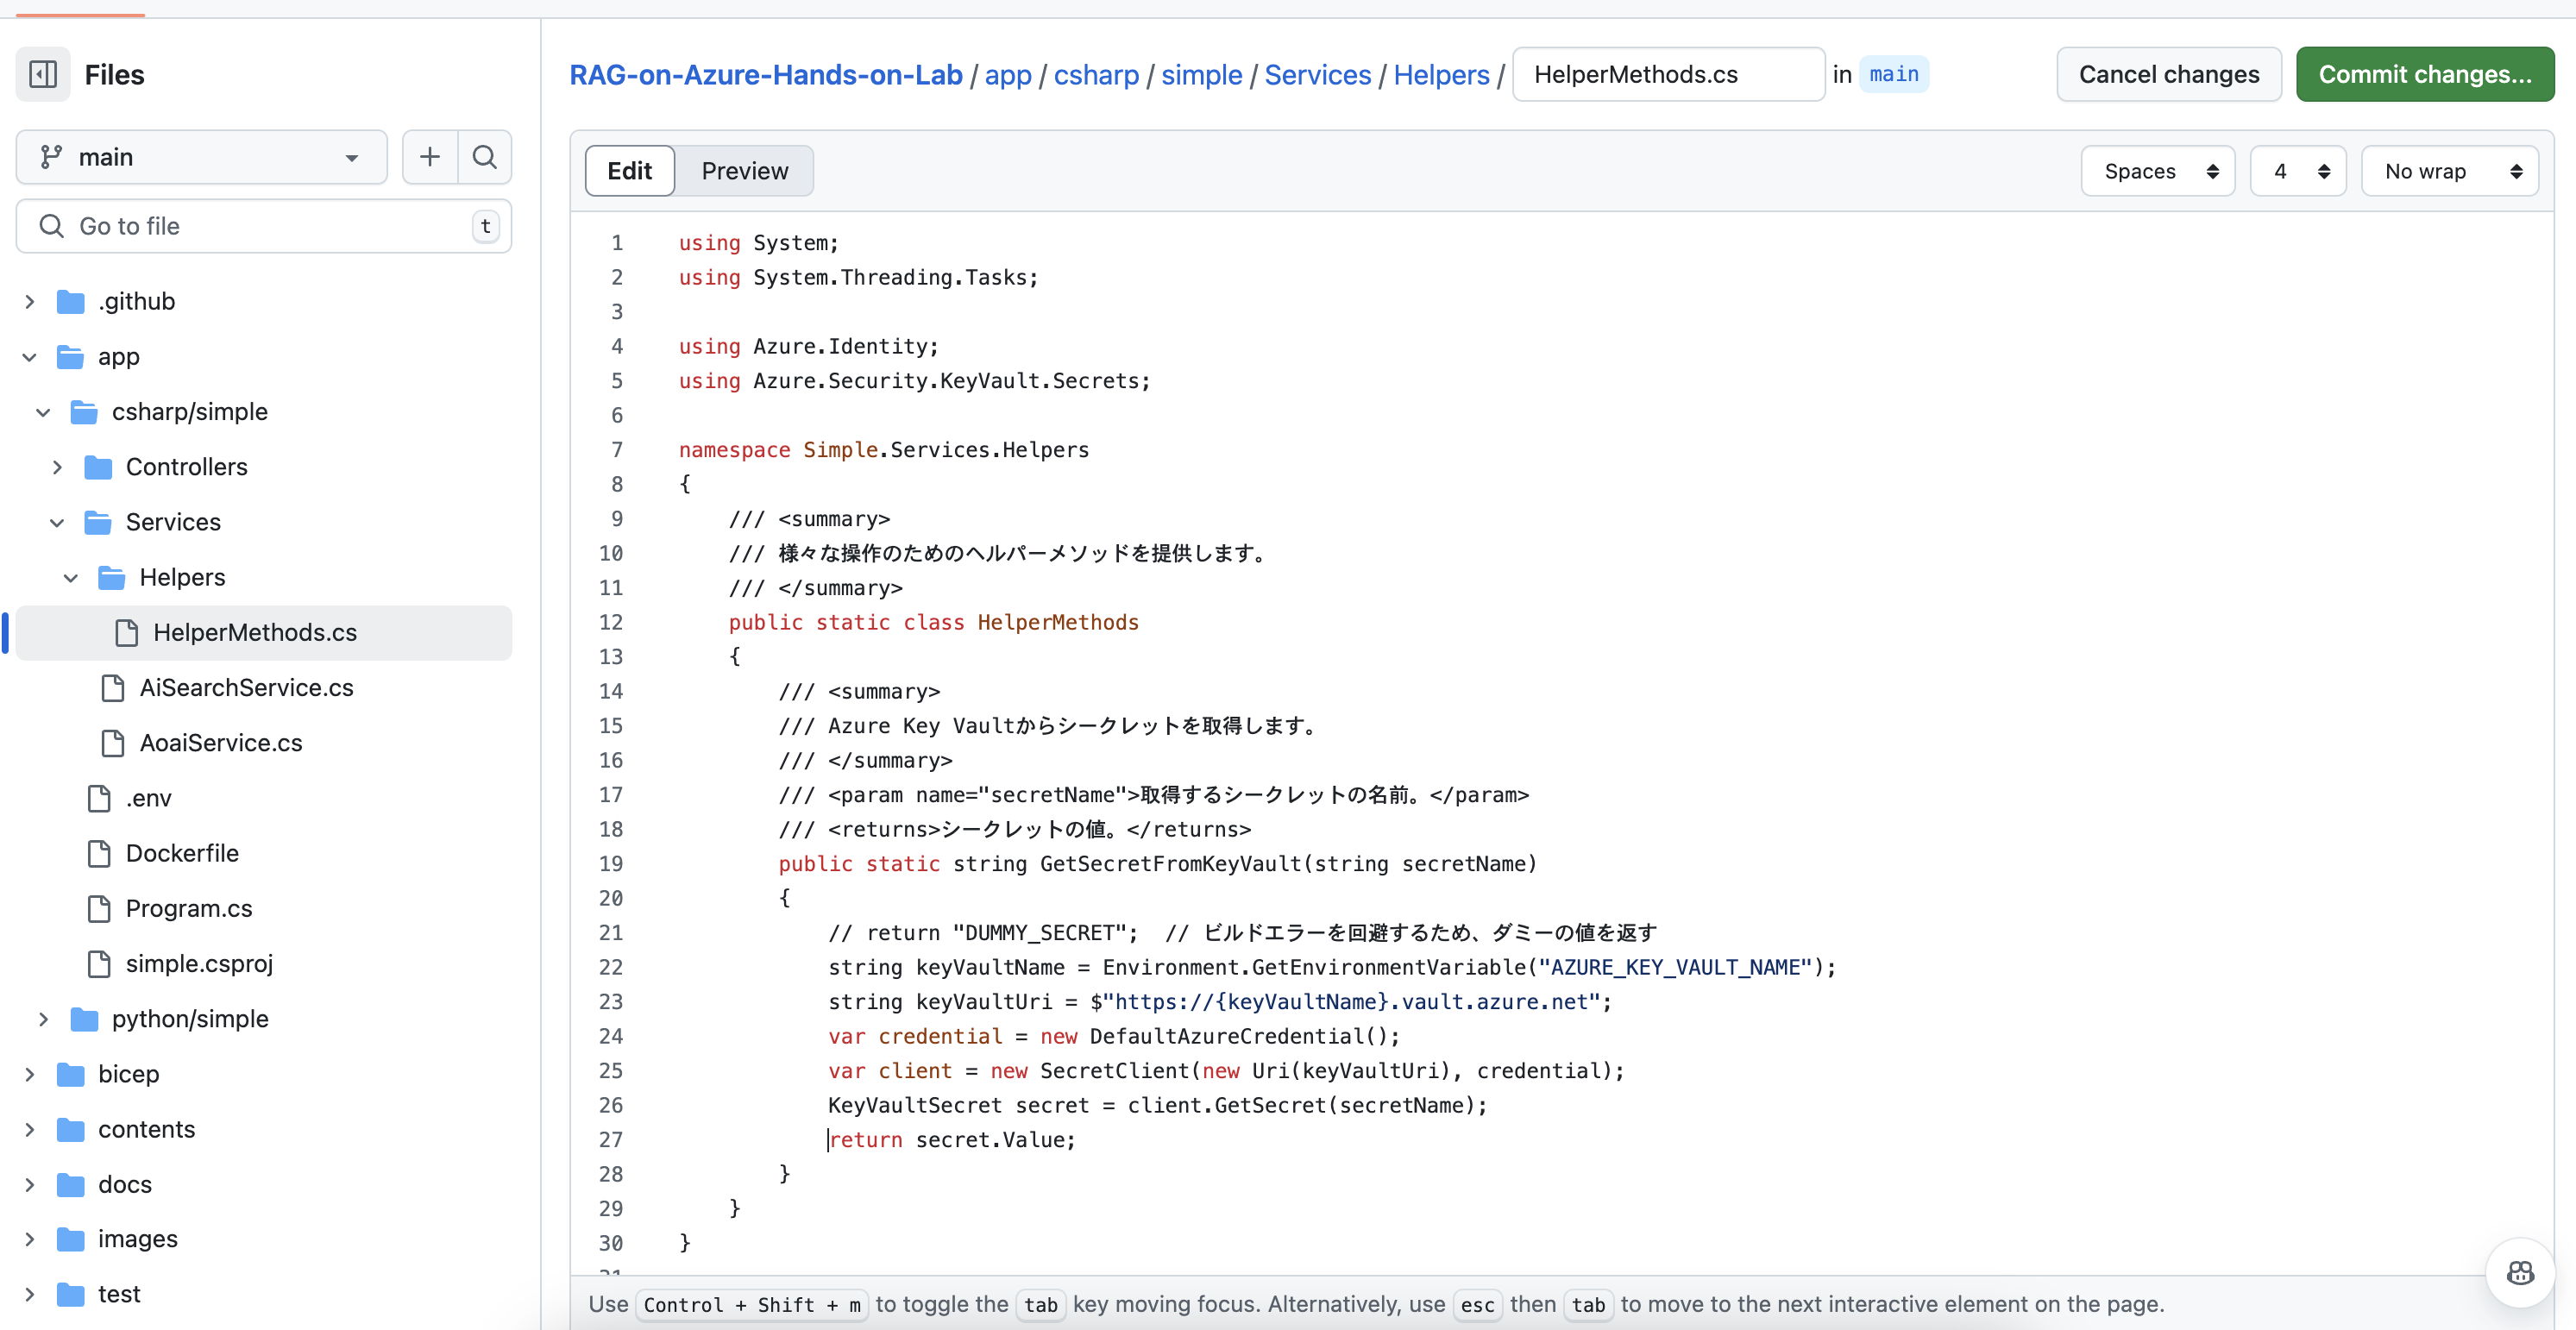 Files
main
Go to file
t
.github
app
csharp/simple
Controllers
Services
Helpers
HelperMethods.cs
AiSearchService.cs
AoaiService.cs
.env
Dockerfile
Program.cs
simple.csproj
python/simple
bicep
contents
docs
images
test
RAG-on-Azure-Hands-on-Lab / app / csharp / simple / Services / Helpers / HelperMethods.cs in main
Cancel changes
Commit changes...
Edit
Preview
Spaces
4
No wrap
1 using System;
2 using System.Threading.Tasks;
3
4 using Azure.Identity;
5 using Azure.Security.KeyVault.Secrets;
6
7 namespace Simple.Services.Helpers
8 {
9     /// <summary>
10     /// 様々な操作のためのヘルパーメソッドを提供します。
11     /// </summary>
12     public static class HelperMethods
13     {
14         /// <summary>
15         /// Azure Key Vaultからシークレットを取得します。
16         /// </summary>
17         /// <param name="secretName">取得するシークレットの名前。</param>
18         /// <returns>シークレットの値。</returns>
19         public static string GetSecretFromKeyVault(string secretName)
20         {
21             // return "DUMMY_SECRET";  // ビルドエラーを回避するため、ダミーの値を返す
22             string keyVaultName = Environment.GetEnvironmentVariable("AZURE_KEY_VAULT_NAME");
23             string keyVaultUri = $"https://{keyVaultName}.vault.azure.net";
24             var credential = new DefaultAzureCredential();
25             var client = new SecretClient(new Uri(keyVaultUri), credential);
26             KeyVaultSecret secret = client.GetSecret(secretName);
27             return secret.Value;
28         }
29     }
30 }
Use Control + Shift + m to toggle the tab key moving focus. Alternatively, use esc then tab to move to the next interactive element on the page.